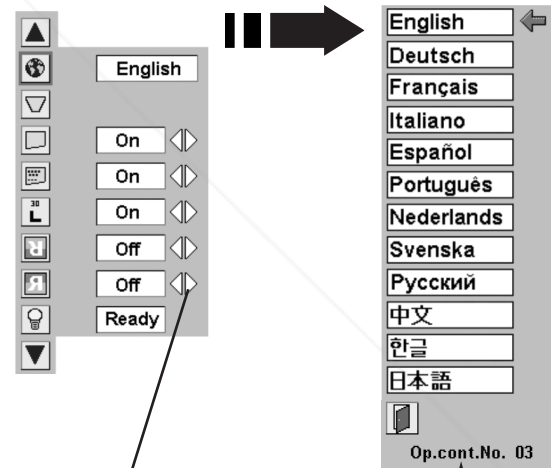 English
On
On
30
L
On
R
Off
R
Off
Ready
English
Deutsch
Français
Italiano
Español
Português
Nederlands
Svenska
Русский
中文
한글
日本語
Op.cont.No. 03